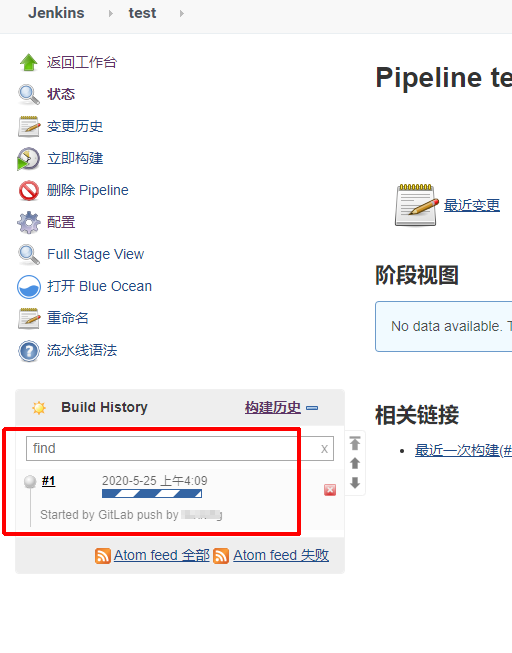 Jenkins test
返回工作台
状态
变更历史
立即构建
删除 Pipeline
配置
Full Stage View
打开 Blue Ocean
重命名
流水线语法
Build History 构建历史
find x
#1 2020-5-25 上午4:09
Started by GitLab push by
Atom feed 全部 Atom feed 失败
Pipeline te
最近变更
阶段视图
No data available. T
相关链接
最近一次构建(#